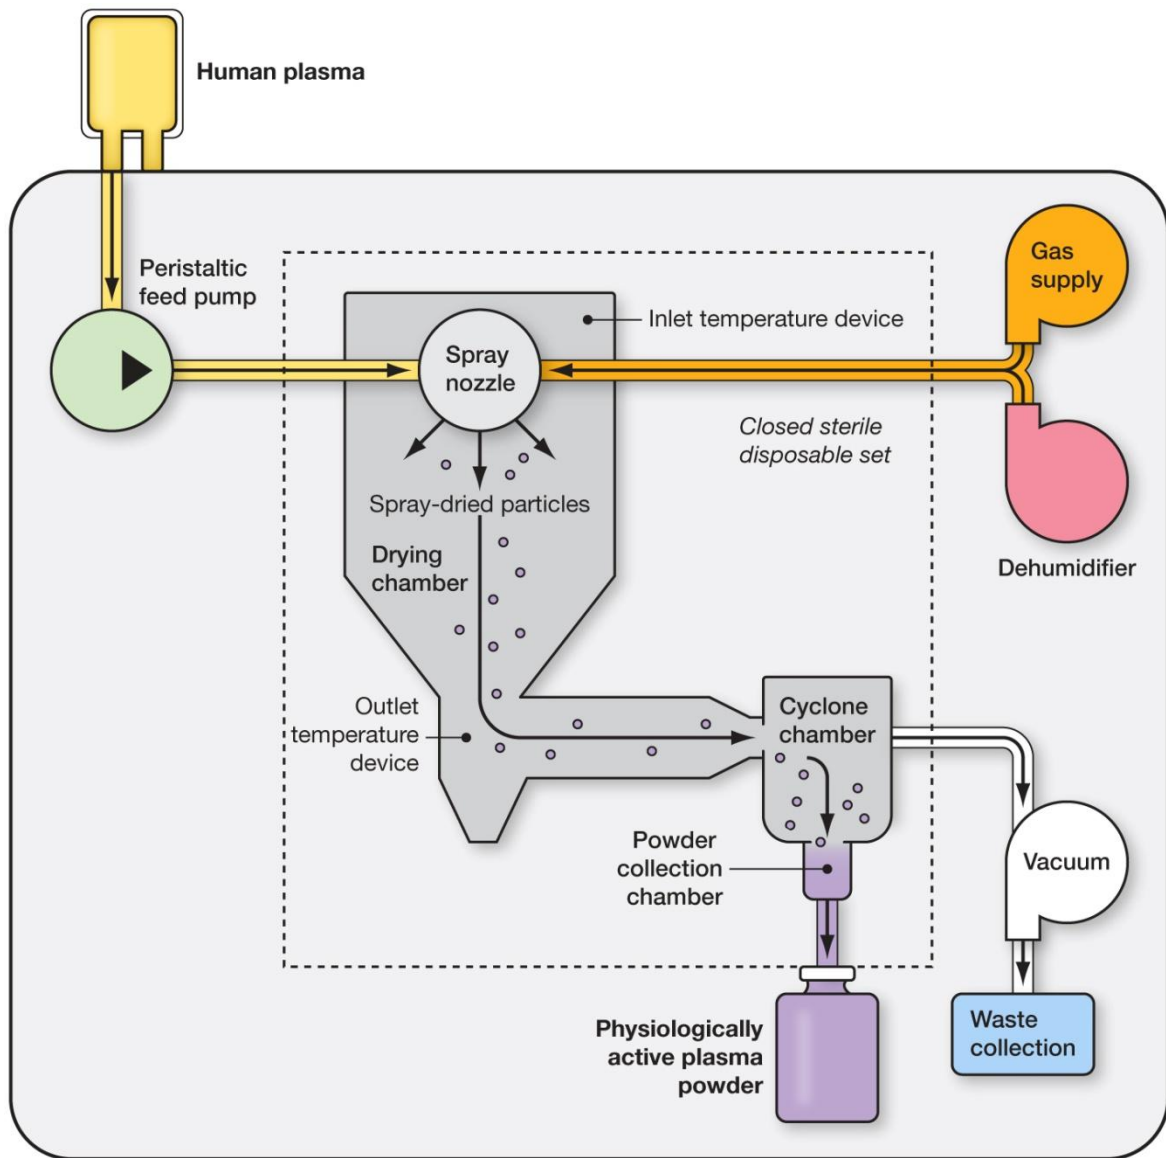 Human plasma
Peristaltic
feed pump
Gas
supply
Inlet temperature device
Spray
nozzle
Closed sterile
disposable set
Spray-dried particles
Drying
chamber
Dehumidifier
Outlet
temperature
device
Cyclone
chamber
Powder
collection
chamber
Vacuum
Physiologically
active plasma
powder
Waste
collection